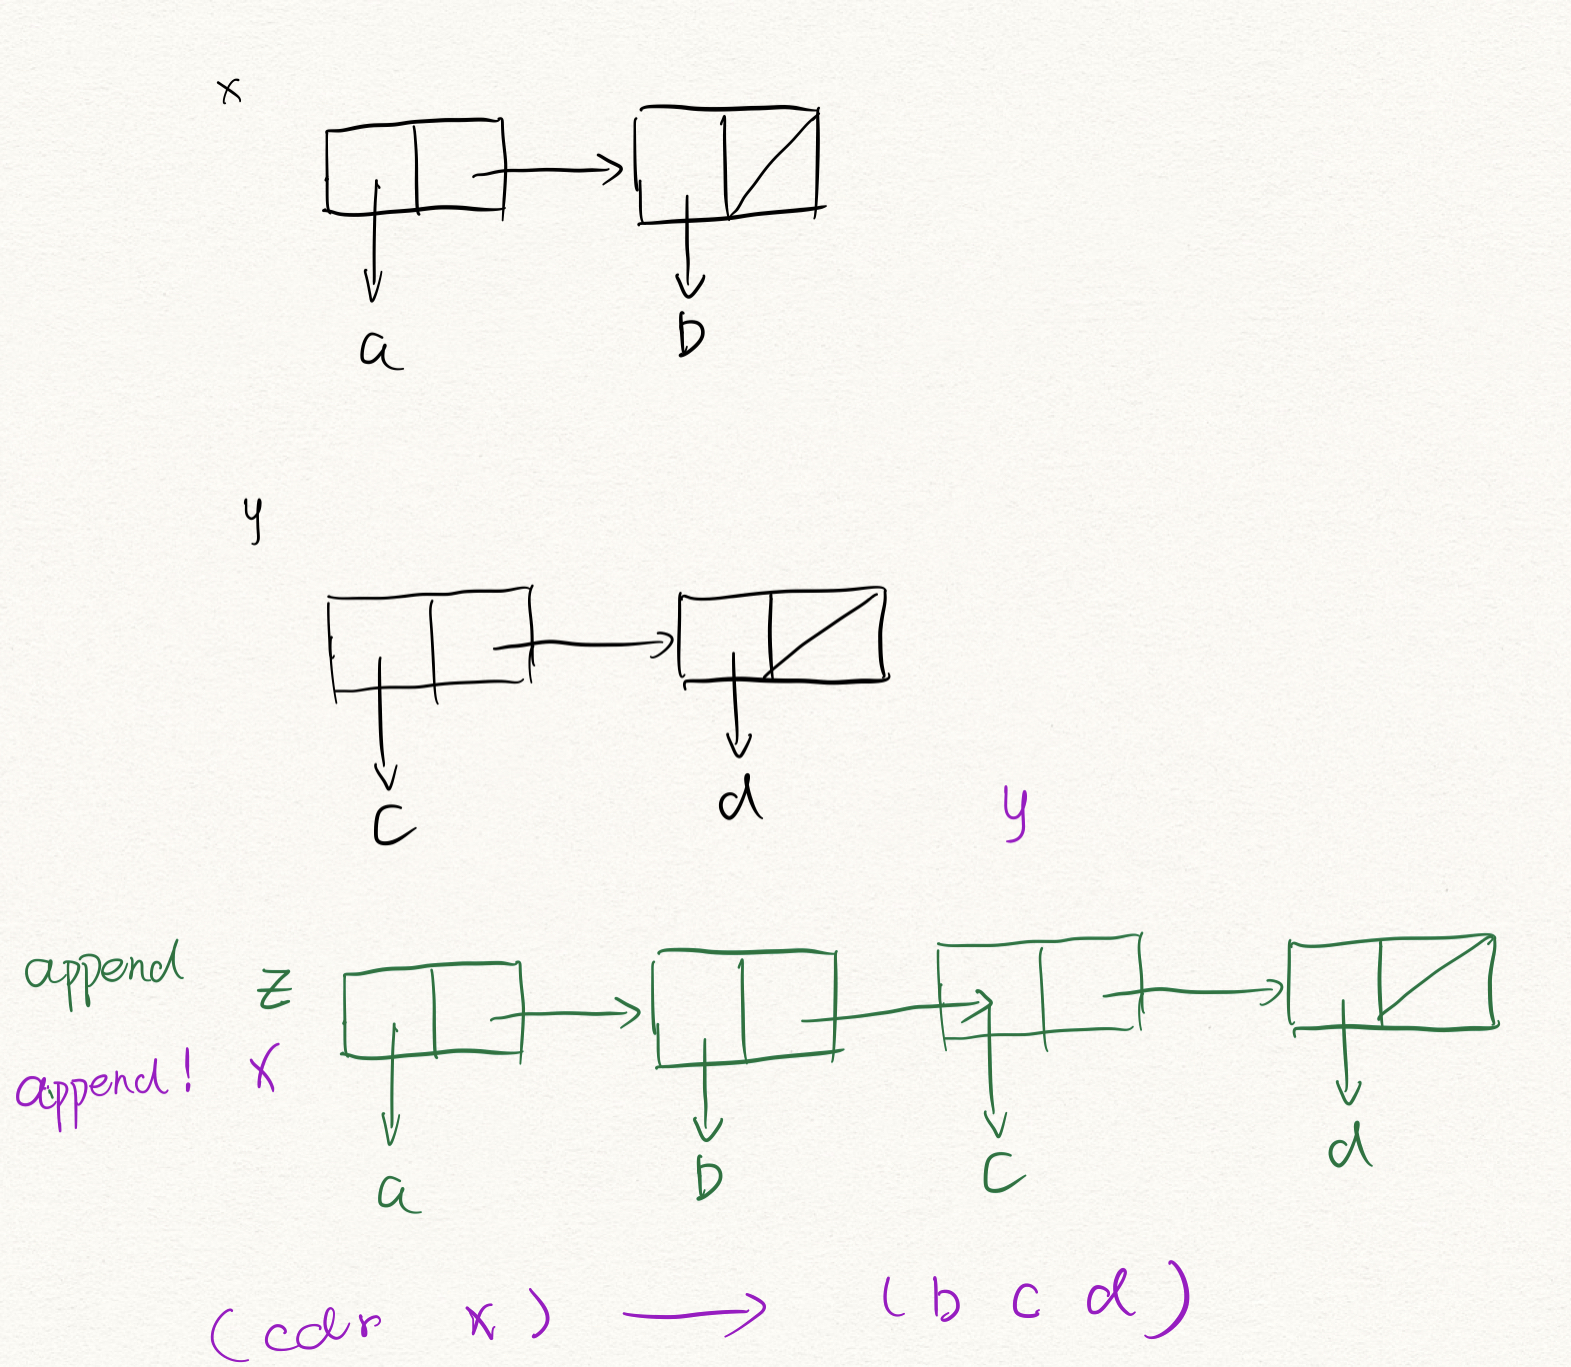 x
a b
y
c d
y
append z
append! x
a b c d
(cdr x) → (b c d)